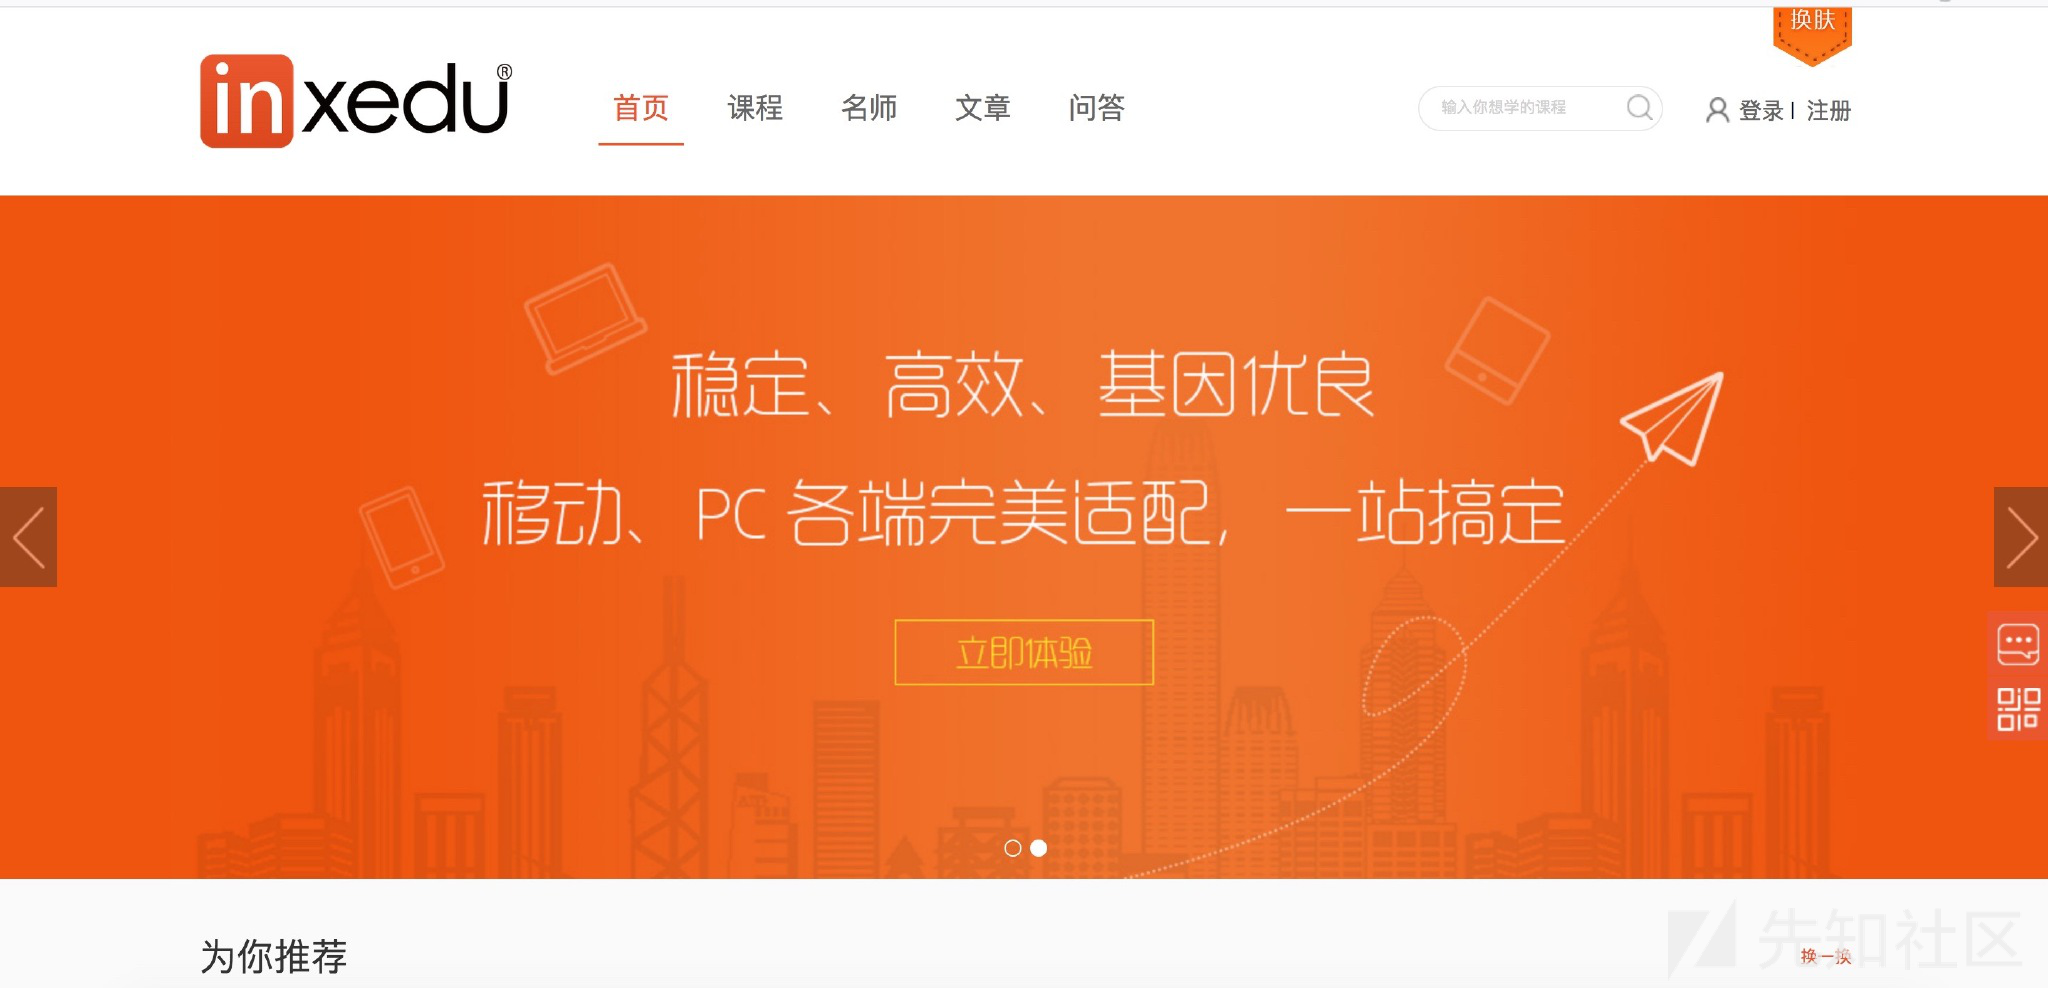 换肤
inxedu®
首页 课程 名师 文章 问答
输入你想学的课程
登录 | 注册
稳定、高效、基因优良
移动、PC 各端完美适配，一站搞定
立即体验
为你推荐
换一换
先知社区